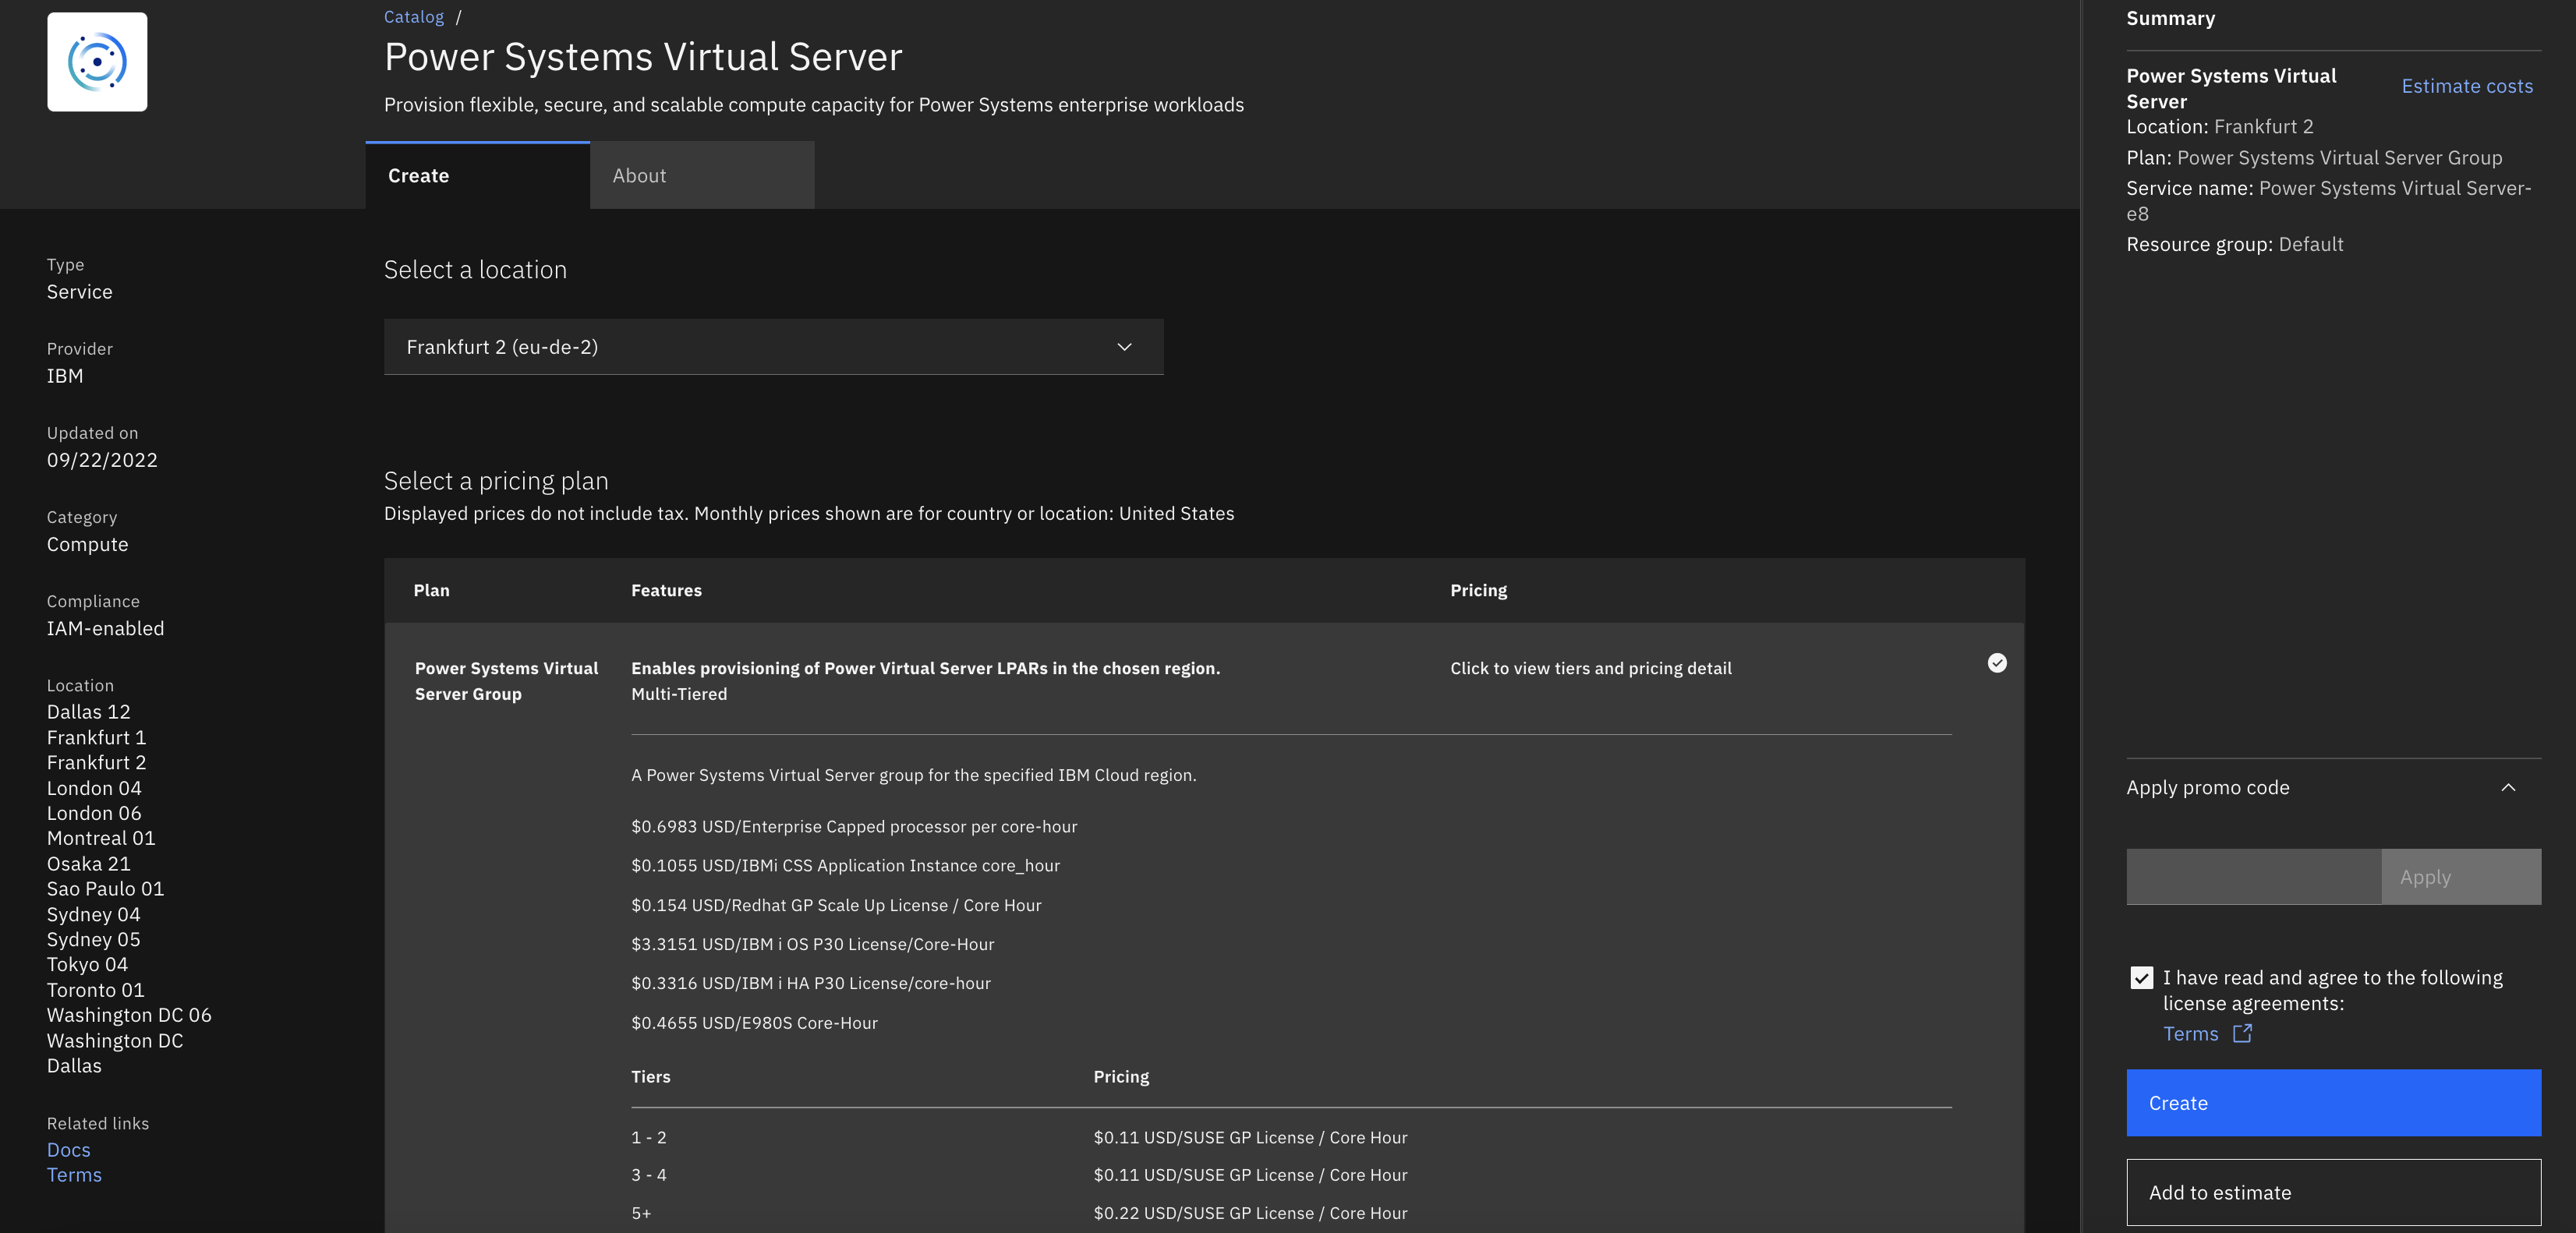 Catalog /
Power Systems Virtual Server
Provision flexible, secure, and scalable compute capacity for Power Systems enterprise workloads
Create
About
Type
Service
Provider
IBM
Updated on
09/22/2022
Category
Compute
Compliance
IAM-enabled
Location
Dallas 12
Frankfurt 1
Frankfurt 2
London 04
London 06
Montreal 01
Osaka 21
Sao Paulo 01
Sydney 04
Sydney 05
Tokyo 04
Toronto 01
Washington DC 06
Washington DC
Dallas
Related links
Docs
Terms
Select a location
Frankfurt 2 (eu-de-2)
Select a pricing plan
Displayed prices do not include tax. Monthly prices shown are for country or location: United States
Plan Features Pricing
Power Systems Virtual
Server Group
Enables provisioning of Power Virtual Server LPARs in the chosen region.
Multi-Tiered
Click to view tiers and pricing detail
A Power Systems Virtual Server group for the specified IBM Cloud region.
$0.6983 USD/Enterprise Capped processor per core-hour
$0.1055 USD/IBMi CSS Application Instance core_hour
$0.154 USD/Redhat GP Scale Up License / Core Hour
$3.3151 USD/IBM i OS P30 License/Core-Hour
$0.3316 USD/IBM i HA P30 License/core-hour
$0.4655 USD/E980S Core-Hour
Tiers Pricing
1 - 2 $0.11 USD/SUSE GP License / Core Hour
3 - 4 $0.11 USD/SUSE GP License / Core Hour
5+ $0.22 USD/SUSE GP License / Core Hour
Summary
Power Systems Virtual
Server
Estimate costs
Location: Frankfurt 2
Plan: Power Systems Virtual Server Group
Service name: Power Systems Virtual Server-
e8
Resource group: Default
Apply promo code
Apply
I have read and agree to the following
license agreements:
Terms
Create
Add to estimate